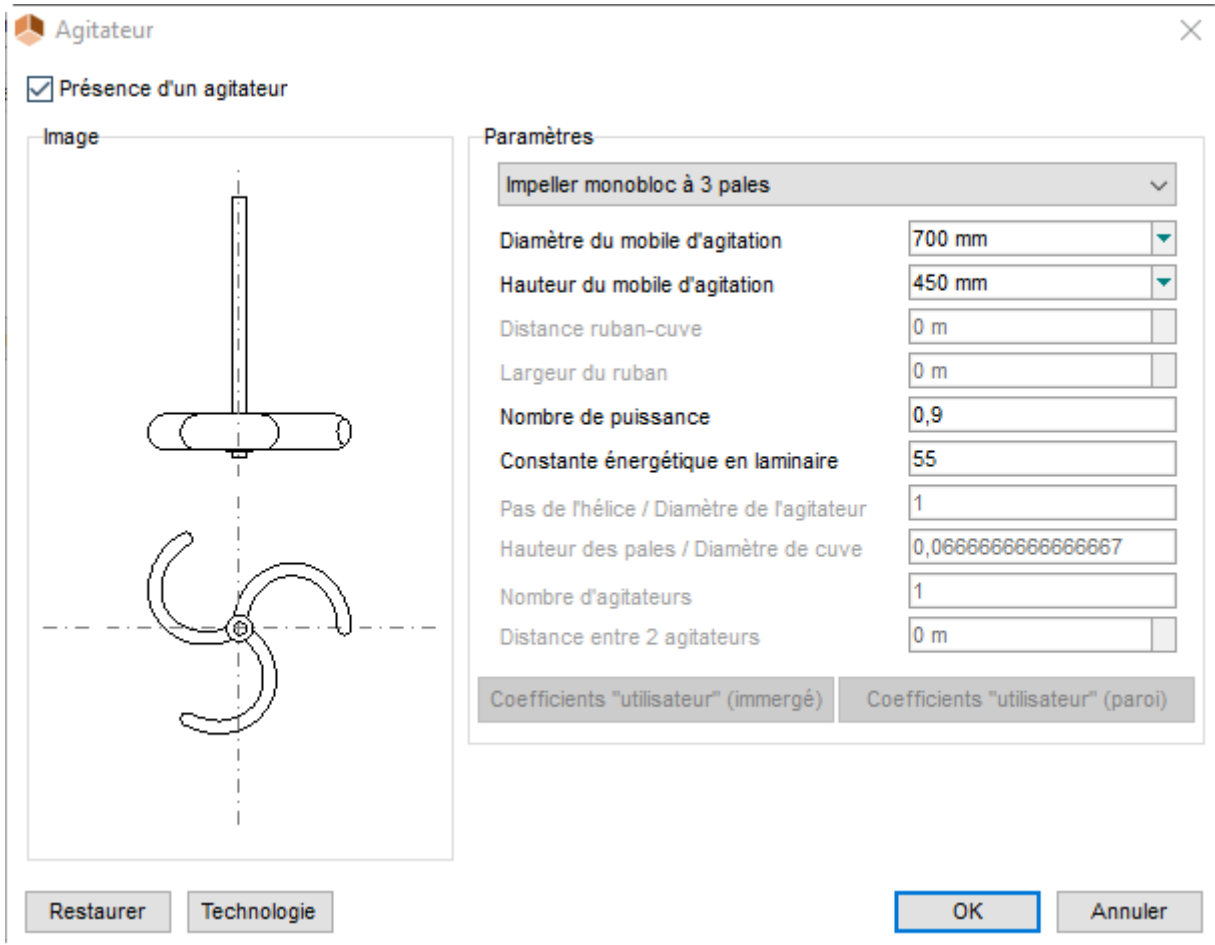 Agitateur
Présence d'un agitateur
Image
Paramètres
Impeller monobloc à 3 pales
Diamètre du mobile d'agitation 700 mm
Hauteur du mobile d'agitation 450 mm
Distance ruban-cuve 0 m
Largeur du ruban 0 m
Nombre de puissance 0,9
Constante énergétique en laminaire 55
Pas de l'hélice / Diamètre de l'agitateur 1
Hauteur des pales / Diamètre de cuve 0,0666666666666667
Nombre d'agitateurs 1
Distance entre 2 agitateurs 0 m
Coefficients "utilisateur" (immergé) Coefficients "utilisateur" (paroi)
Restaurer Technologie OK Annuler